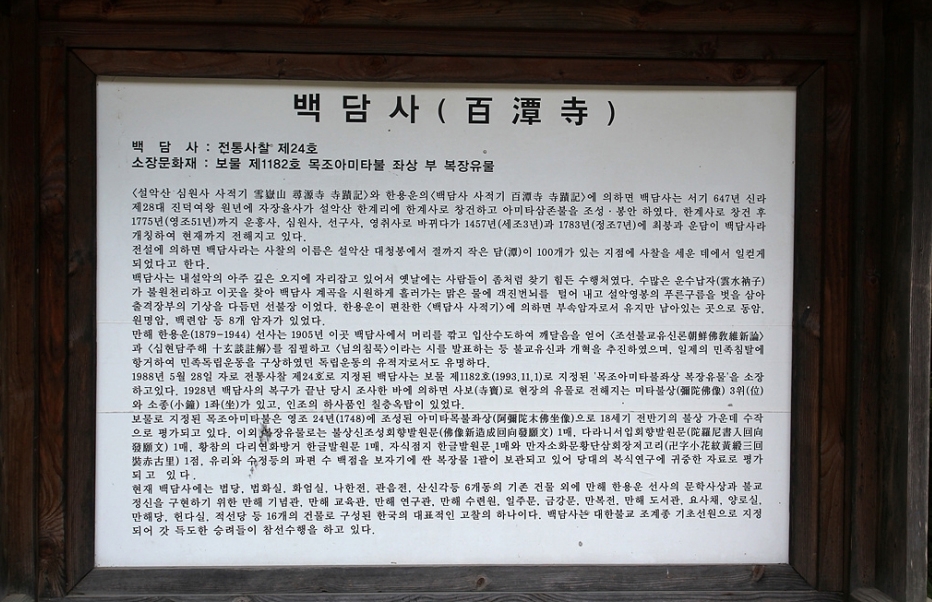 백 담 사 ( 百 潭 寺 )
백 담 사 : 전통사찰 제24호
소장문화재 : 보물 제1182호 목조아미타불 좌상 부 복장유물
〈설악산 심원사 사적기 雪嶽山 尋源寺 寺蹟記〉와 한용운의〈백담사 사적기 百潭寺 寺蹟記〉에 의하면 백담사는 서기 647년 신라
제28대 진덕여왕 원년에 자장율사가 설악산 한계리에 한계사로 창건하고 아미타삼존불을 조성·봉안 하였다. 한계사로 창건 후
1775년(영조51년)까지 운흥사, 심원사, 선구사, 영취사로 바뀌다가 1457년(세조3년)과 1783년(정조7년)에 최붕과 운담이 백담사라
개칭하여 현재까지 전해지고 있다.
전설에 의하면 백담사라는 사찰의 이름은 설악산 대청봉에서 절까지 작은 담(潭)이 100개가 있는 지점에 사찰을 세운 데에서 일컫게
되었다고 한다.
백담사는 내설악의 아주 깊은 오지에 자리잡고 있어서 옛날에는 사람들이 좀처럼 찾기 힘든 수행처였다. 수많은 운수납자(雲水衲子)
가 불원천리하고 이곳을 찾아 백담사 계곡을 시원하게 흘러가는 맑은 물에 객진번뇌를 털어 내고 설악영봉의 푸른구름을 벗을 삼아
출격장부의 기상을 다듬던 선불장 이었다. 한용운이 편찬한 〈백담사 사적기〉에 의하면 부속암자로서 유지만 남아있는 곳으로 동암,
원명암, 백련암 등 8개 암자가 있었다.
만해 한용운(1879-1944) 선사는 1905년 이곳 백담사에서 머리를 깎고 입산수도하여 깨달음을 얻어 〈조선불교유신론朝鮮佛敎維新論〉
과 〈십현담주해 十玄談註解〉를 집필하고 〈님의침묵〉이라는 시를 발표하는 등 불교유신과 개혁을 추진하였으며, 일제의 민족침탈에
항거하여 민족독립운동을 구상하였던 독립운동의 유적지로서도 유명하다.
1988년 5월 28일 자로 전통사찰 제24호로 지정된 백담사는 보물 제1182호(1993.11.1)로 지정된 '목조아미타불좌상 복장유물'을 소장
하고있다. 1928년 백담사의 복구가 끝난 당시 조사한 바에 의하면 사보(寺寶)로 현장의 유물로 전해지는 미타불상(彌陀佛像) 3위(位)
와 소종(小鐘) 1좌(坐)가 있고, 인조의 하사품인 칠층옥탑이 있었다.
보물로 지정된 목조아미타불은 영조 24년(1748)에 조성된 아미타목불좌상(阿彌陀木佛坐像)으로 18세기 전반기의 불상 가운데 수작
으로 평가되고 있다. 이외 복장유물로는 불상신조성회향발원문(佛像新造成回向發願文) 1매, 다라니서입회향발원문(陀羅尼書入回向
發願文) 1매, 황참의 다리연화방거 한글발원문 1매, 자식점지 한글발원문 1매와 만자소화문황단삼회장저고리(卍字小花紋黃緞三回
裝赤古里) 1점, 유리와 수정등의 파편 수 백점을 보자기에 싼 복장물 1괄이 보관되고 있어 당대의 복식연구에 귀중한 자료로 평가
되고 있다.
현재 백담사에는 법당, 법화실, 화엄실, 나한전, 관음전, 산신각등 6개동의 기존 건물 외에 만해 한용운 선사의 문학사상과 불교
정신을 구현하기 위한 만해 기념관, 만해 교육관, 만해 연구관, 만해 수련원, 일주문, 금강문, 만복전, 만해 도서관, 요사채, 양로실,
만해당, 헌다실, 적선당 등 16개의 건물로 구성된 한국의 대표적인 고찰의 하나이다. 백담사는 대한불교 조계종 기초선원으로 지정
되어 갓 득도한 승려들이 참선수행을 하고 있다.